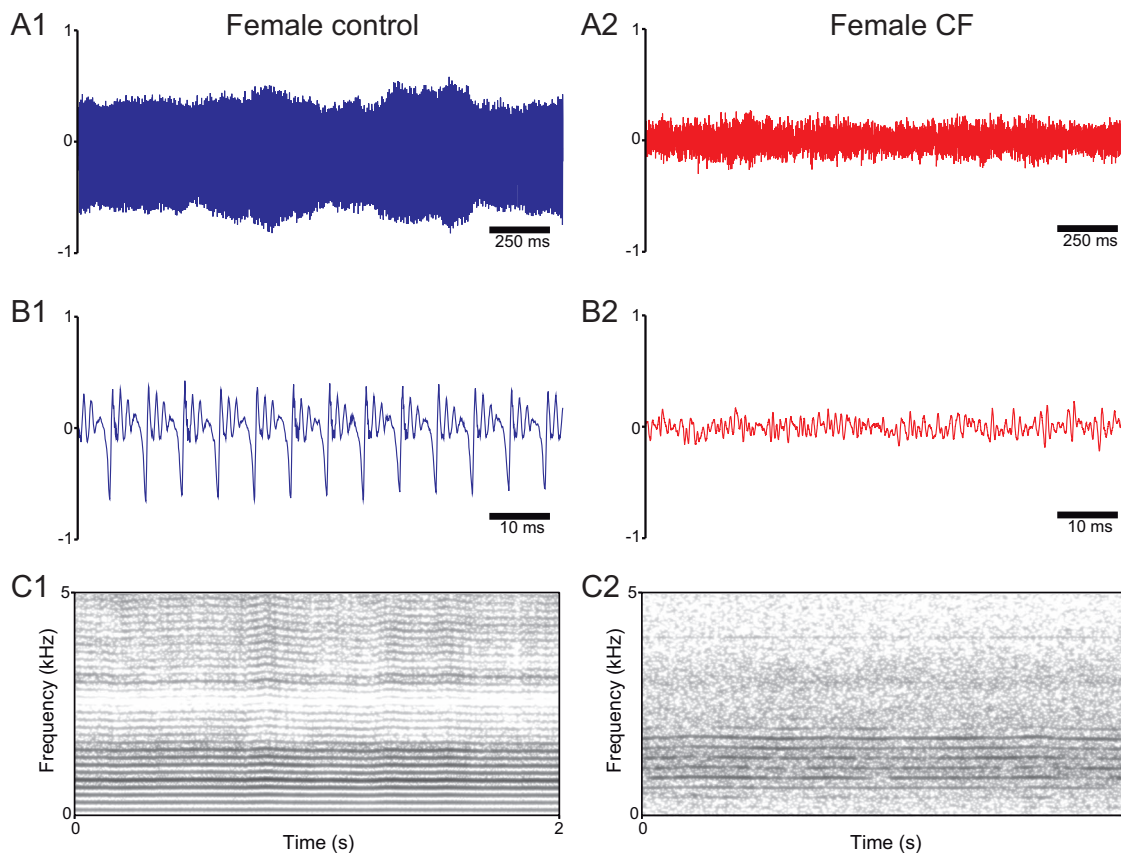 A1 Female control
1
0
-1
250 ms
A2 Female CF
1
0
-1
250 ms
B1
1
0
-1
10 ms
B2
1
0
-1
10 ms
C1
5
Frequency (kHz)
0
0
2
Time (s)
C2
5
Frequency (kHz)
0
0
Time (s)